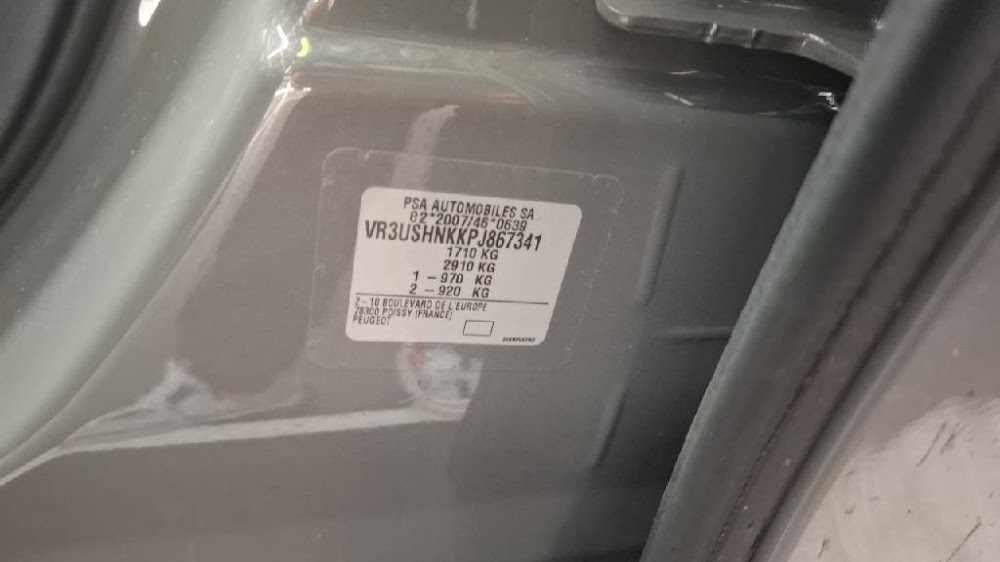 PSA AUTOMOBILES SA
e2*2007/46*0639
VR3USHNKKPJ867341
1710 KG
2910 KG
1 - 970 KG
2 - 920 KG
2-10 BOULEVARD DE L'EUROPE
78300 POISSY (FRANCE)
PEUGEOT